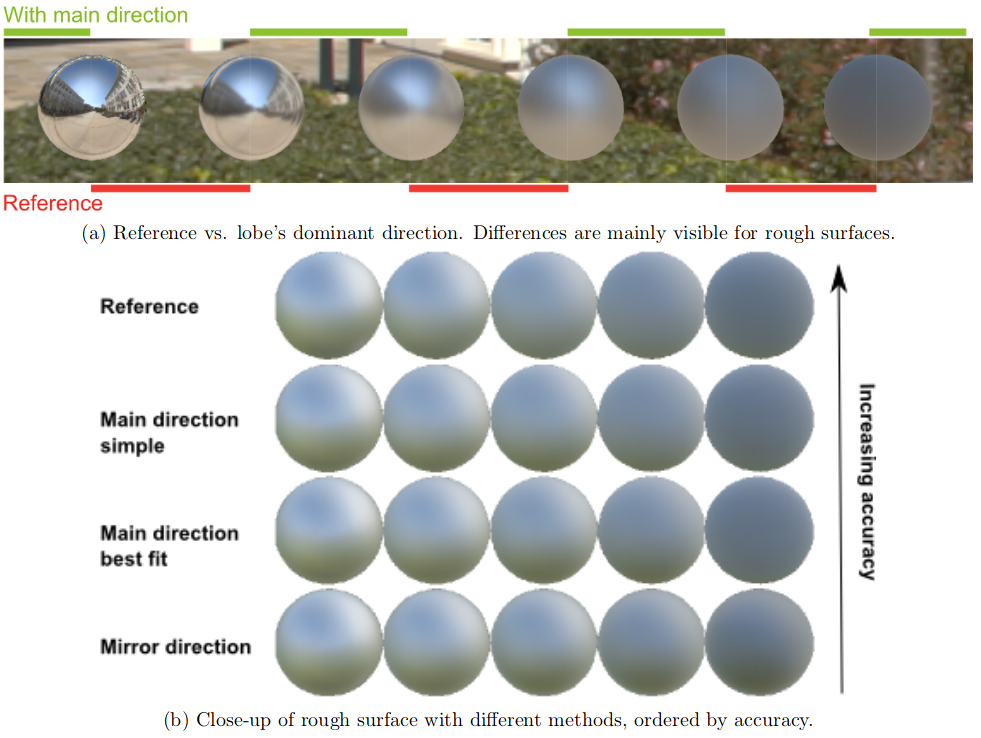 With main direction
Reference
(a) Reference vs. lobe's dominant direction. Differences are mainly visible for rough surfaces.
Reference
Main direction
simple
Main direction
best fit
Mirror direction
Increasing accuracy
(b) Close-up of rough surface with different methods, ordered by accuracy.